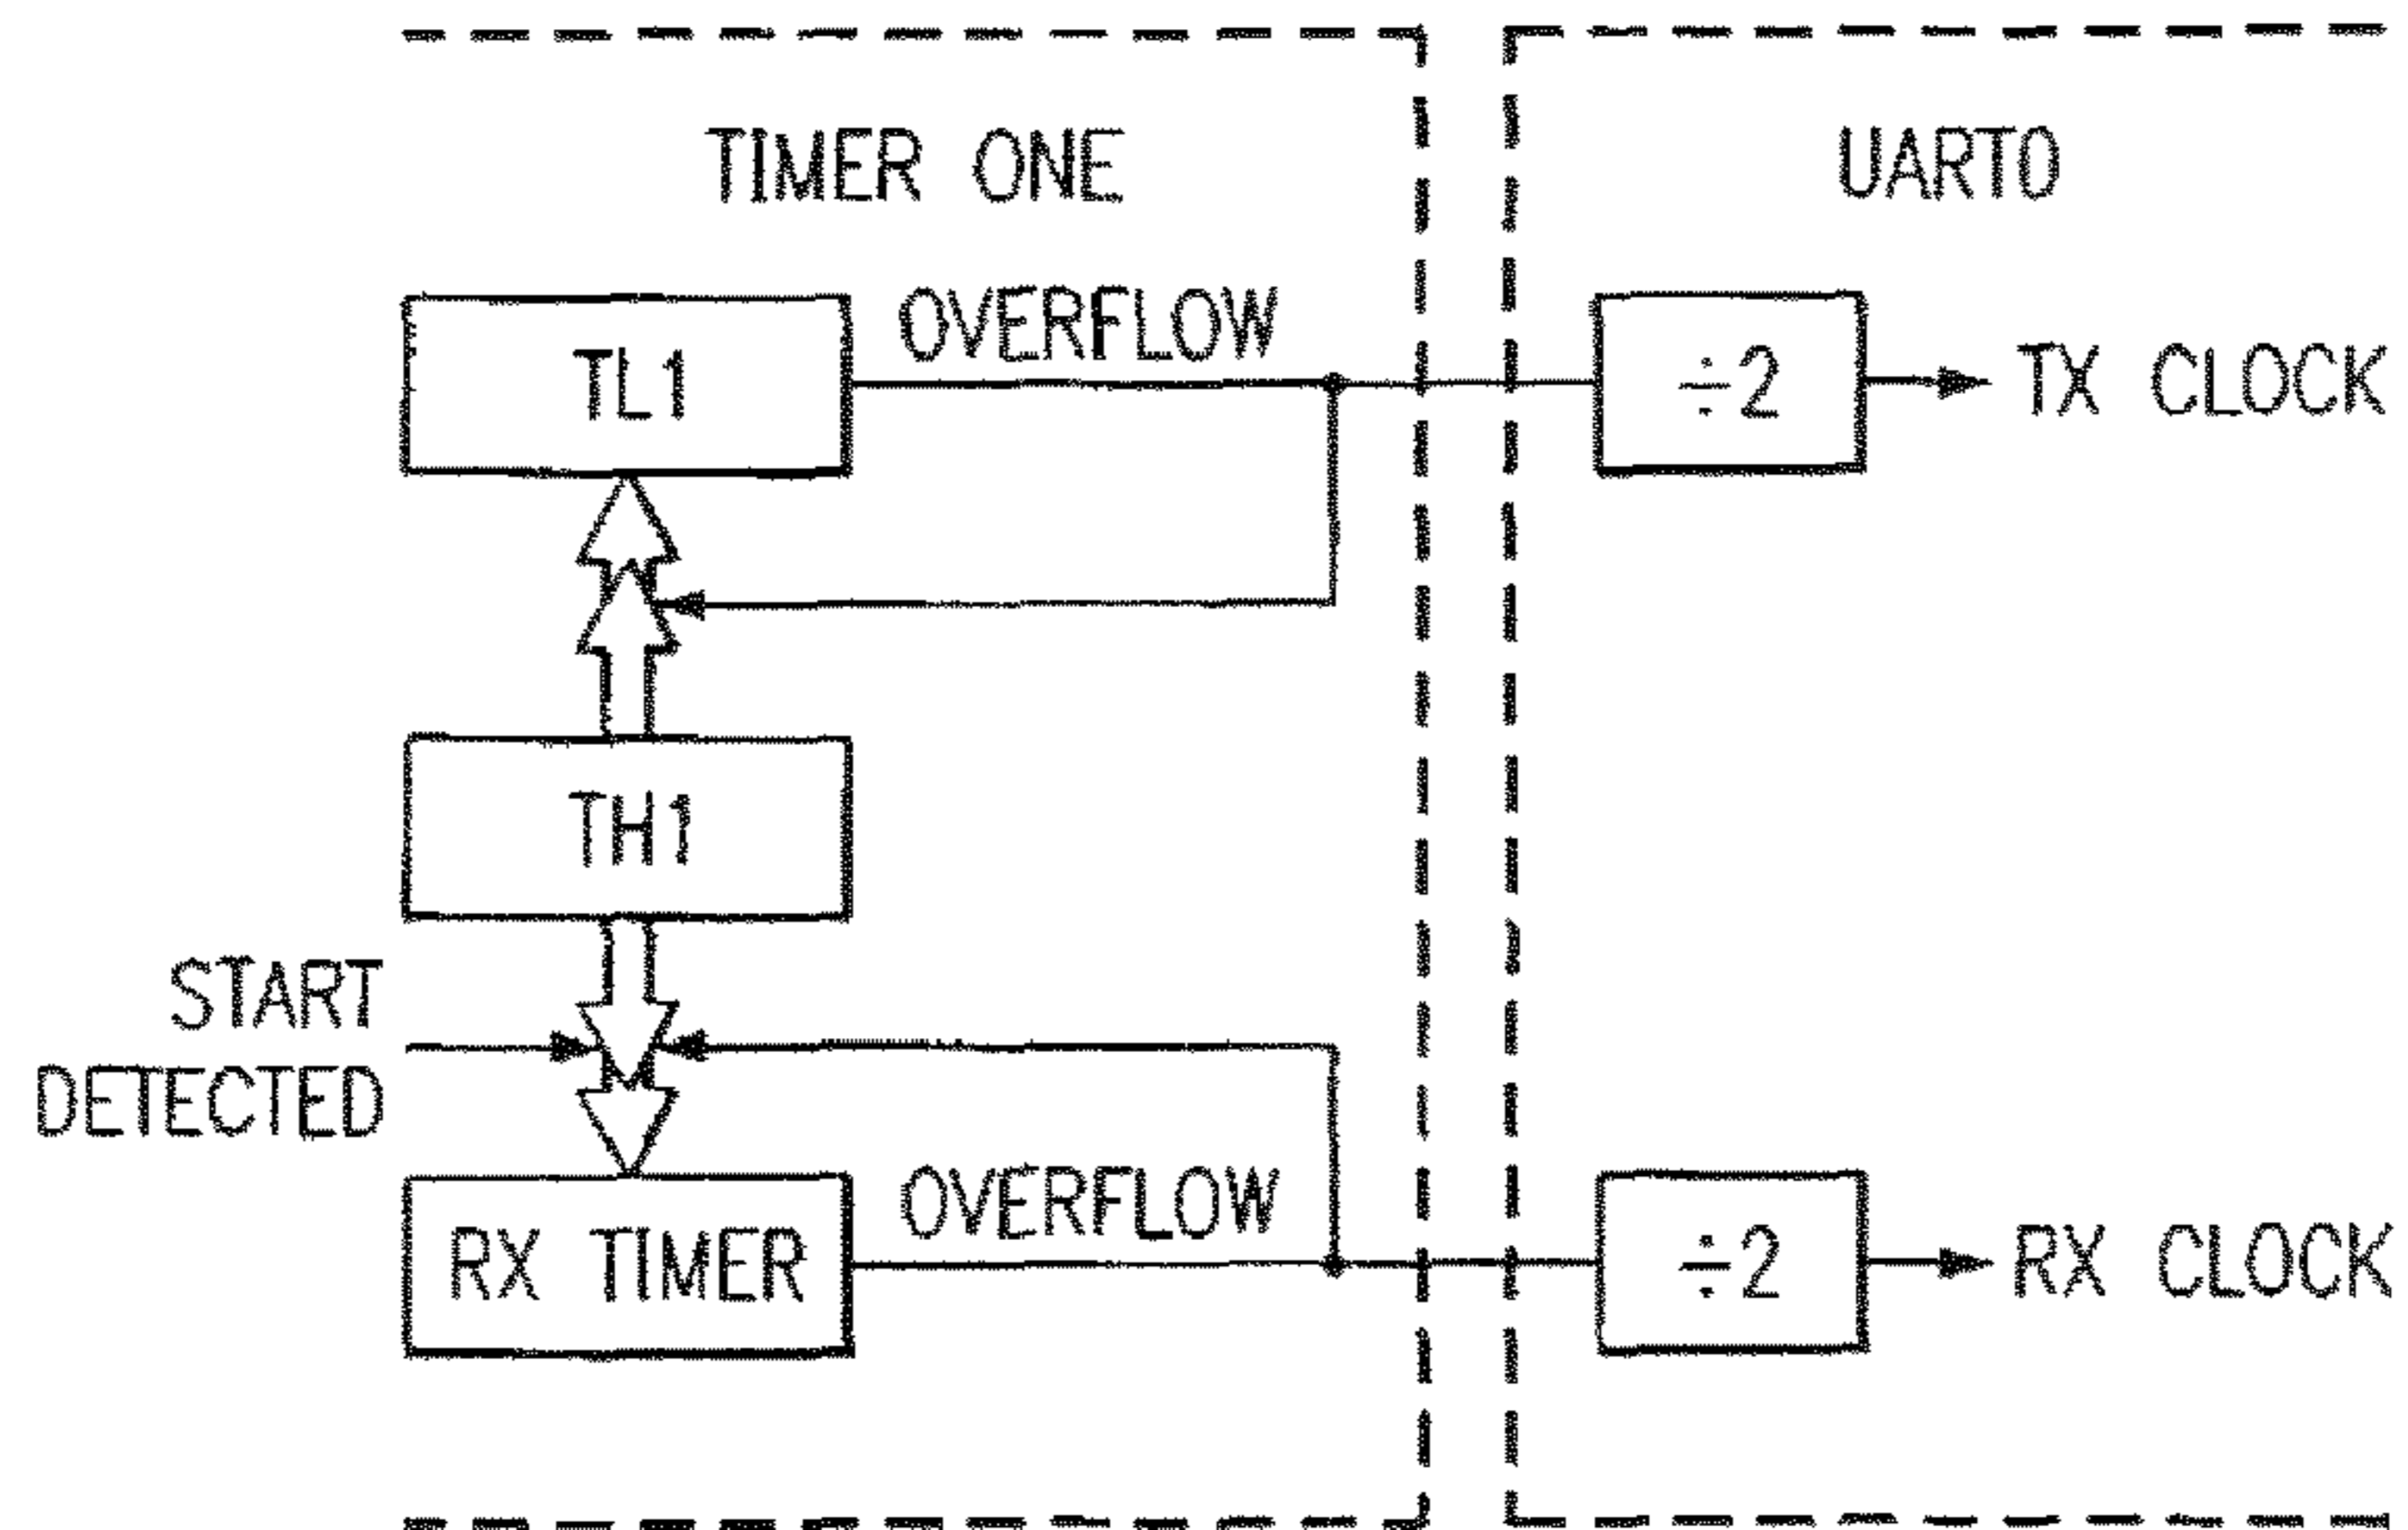 TIMER ONE
UART0
TL1
OVERFLOW
÷2
TX CLOCK
TH1
START
DETECTED
RX TIMER
OVERFLOW
÷2
RX CLOCK